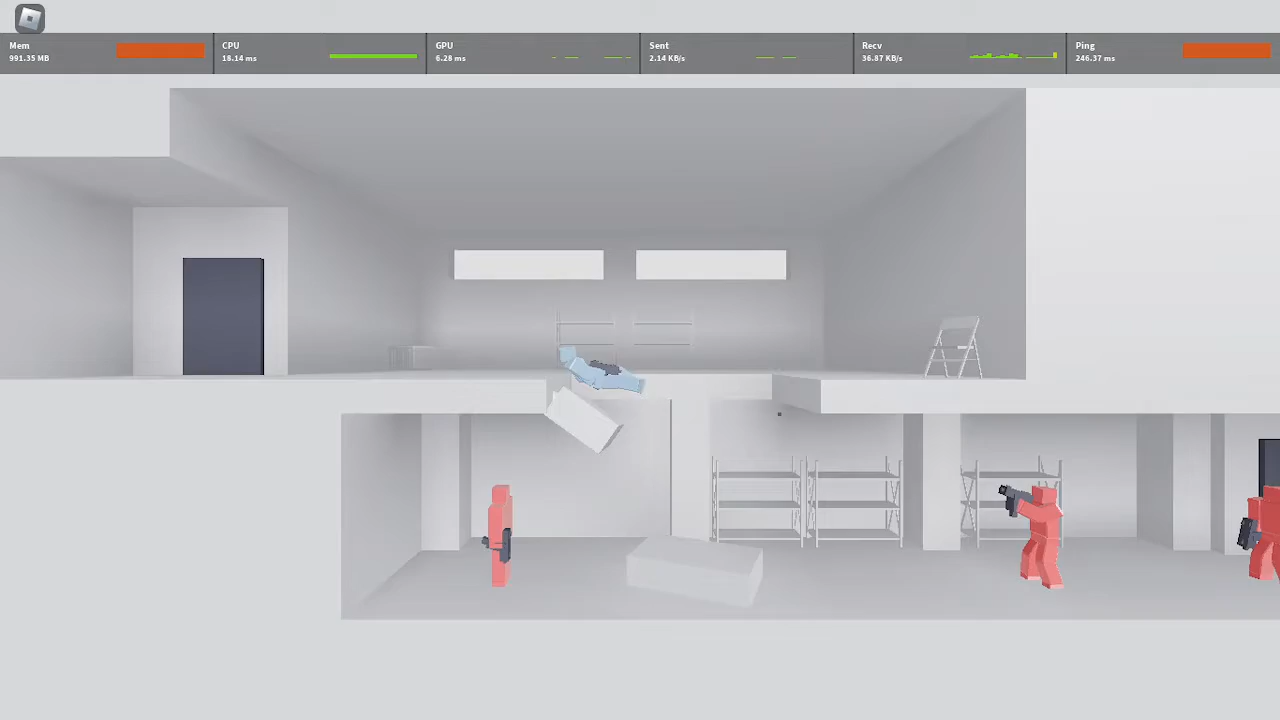 Mem
991.35 MB
CPU
18.14 ms
GPU
6.28 ms
Sent
2.14 KB/s
Recv
36.87 KB/s
Ping
246.37 ms